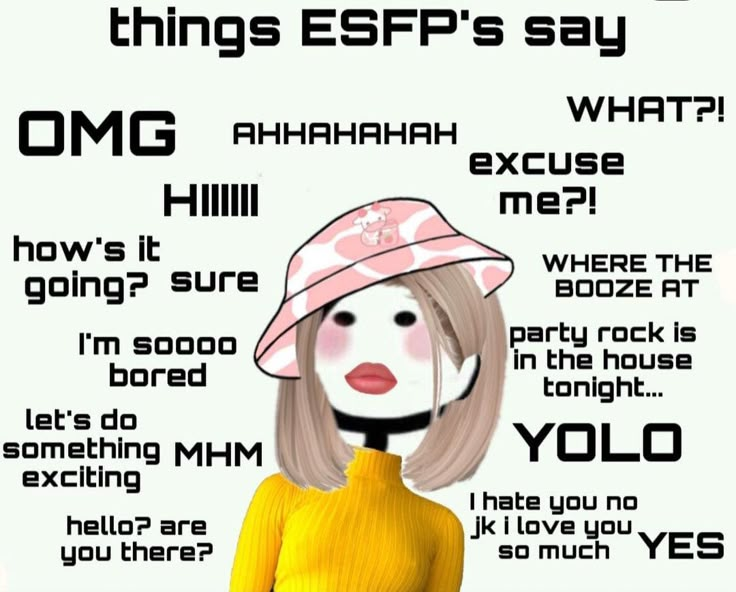 things ESFP's say
OMG
AHHAHAHAH
WHAT?!
HIIIIII
excuse
me?!
how's it
going?
sure
WHERE THE
BOOZE AT
I'm soooo
bored
party rock is
in the house
tonight...
let's do
something
exciting
MHM
YOLO
hello? are
you there?
I hate you no
jk i love you
so much
YES